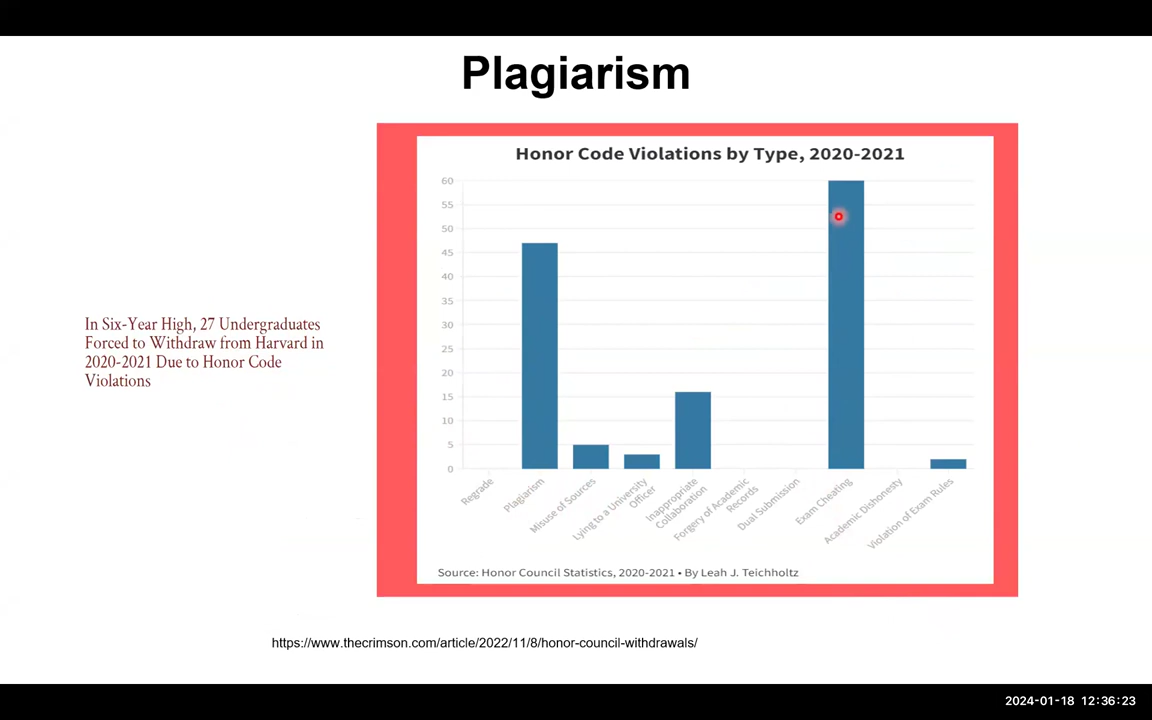 Plagiarism
Honor Code Violations by Type, 2020-2021
60
55
50
45
40
35
30
25
20
15
10
5
0
Regrade
Plagiarism
Misuse of Sources
Lying to a University
Officer
Inappropriate
Collaboration
Forgery of Academic
Records
Dual Submission
Exam Cheating
Academic Dishonesty
Violation of Exam Rules
Source: Honor Council Statistics, 2020-2021 • By Leah J. Teichholtz
In Six-Year High, 27 Undergraduates
Forced to Withdraw from Harvard in
2020-2021 Due to Honor Code
Violations
https://www.thecrimson.com/article/2022/11/8/honor-council-withdrawals/
2024-01-18 12:36:23